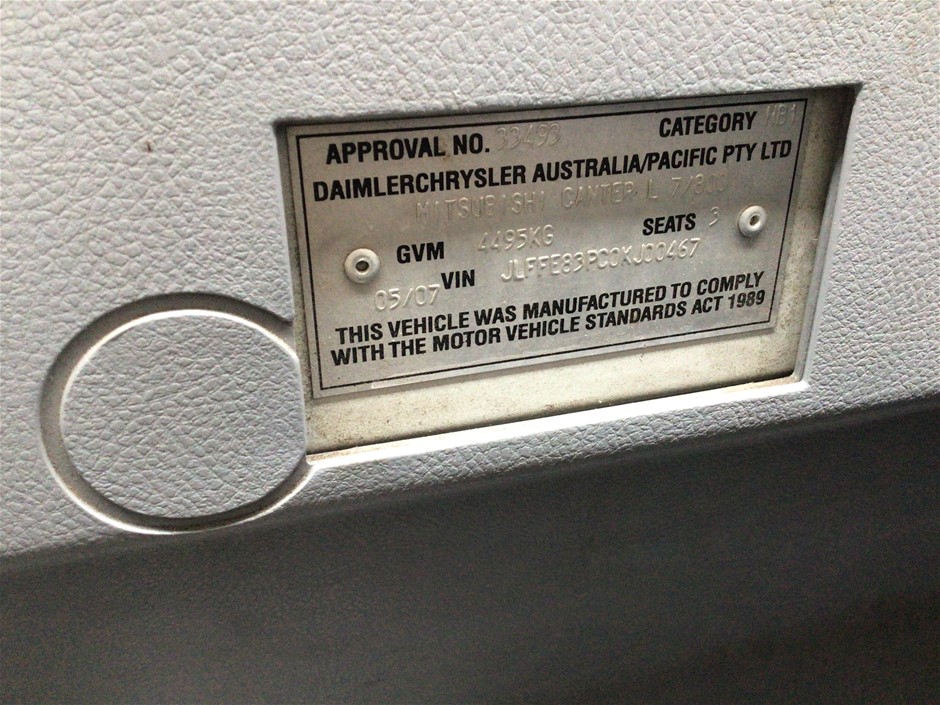 APPROVAL NO. 33493 CATEGORY MB1
DAIMLERCHRYSLER AUSTRALIA/PACIFIC PTY LTD
MITSUBISHI CANTER L 7/800
GVM 4495KG SEATS 3
05/07 VIN JLFFE83PC0KJ00467
THIS VEHICLE WAS MANUFACTURED TO COMPLY
WITH THE MOTOR VEHICLE STANDARDS ACT 1989